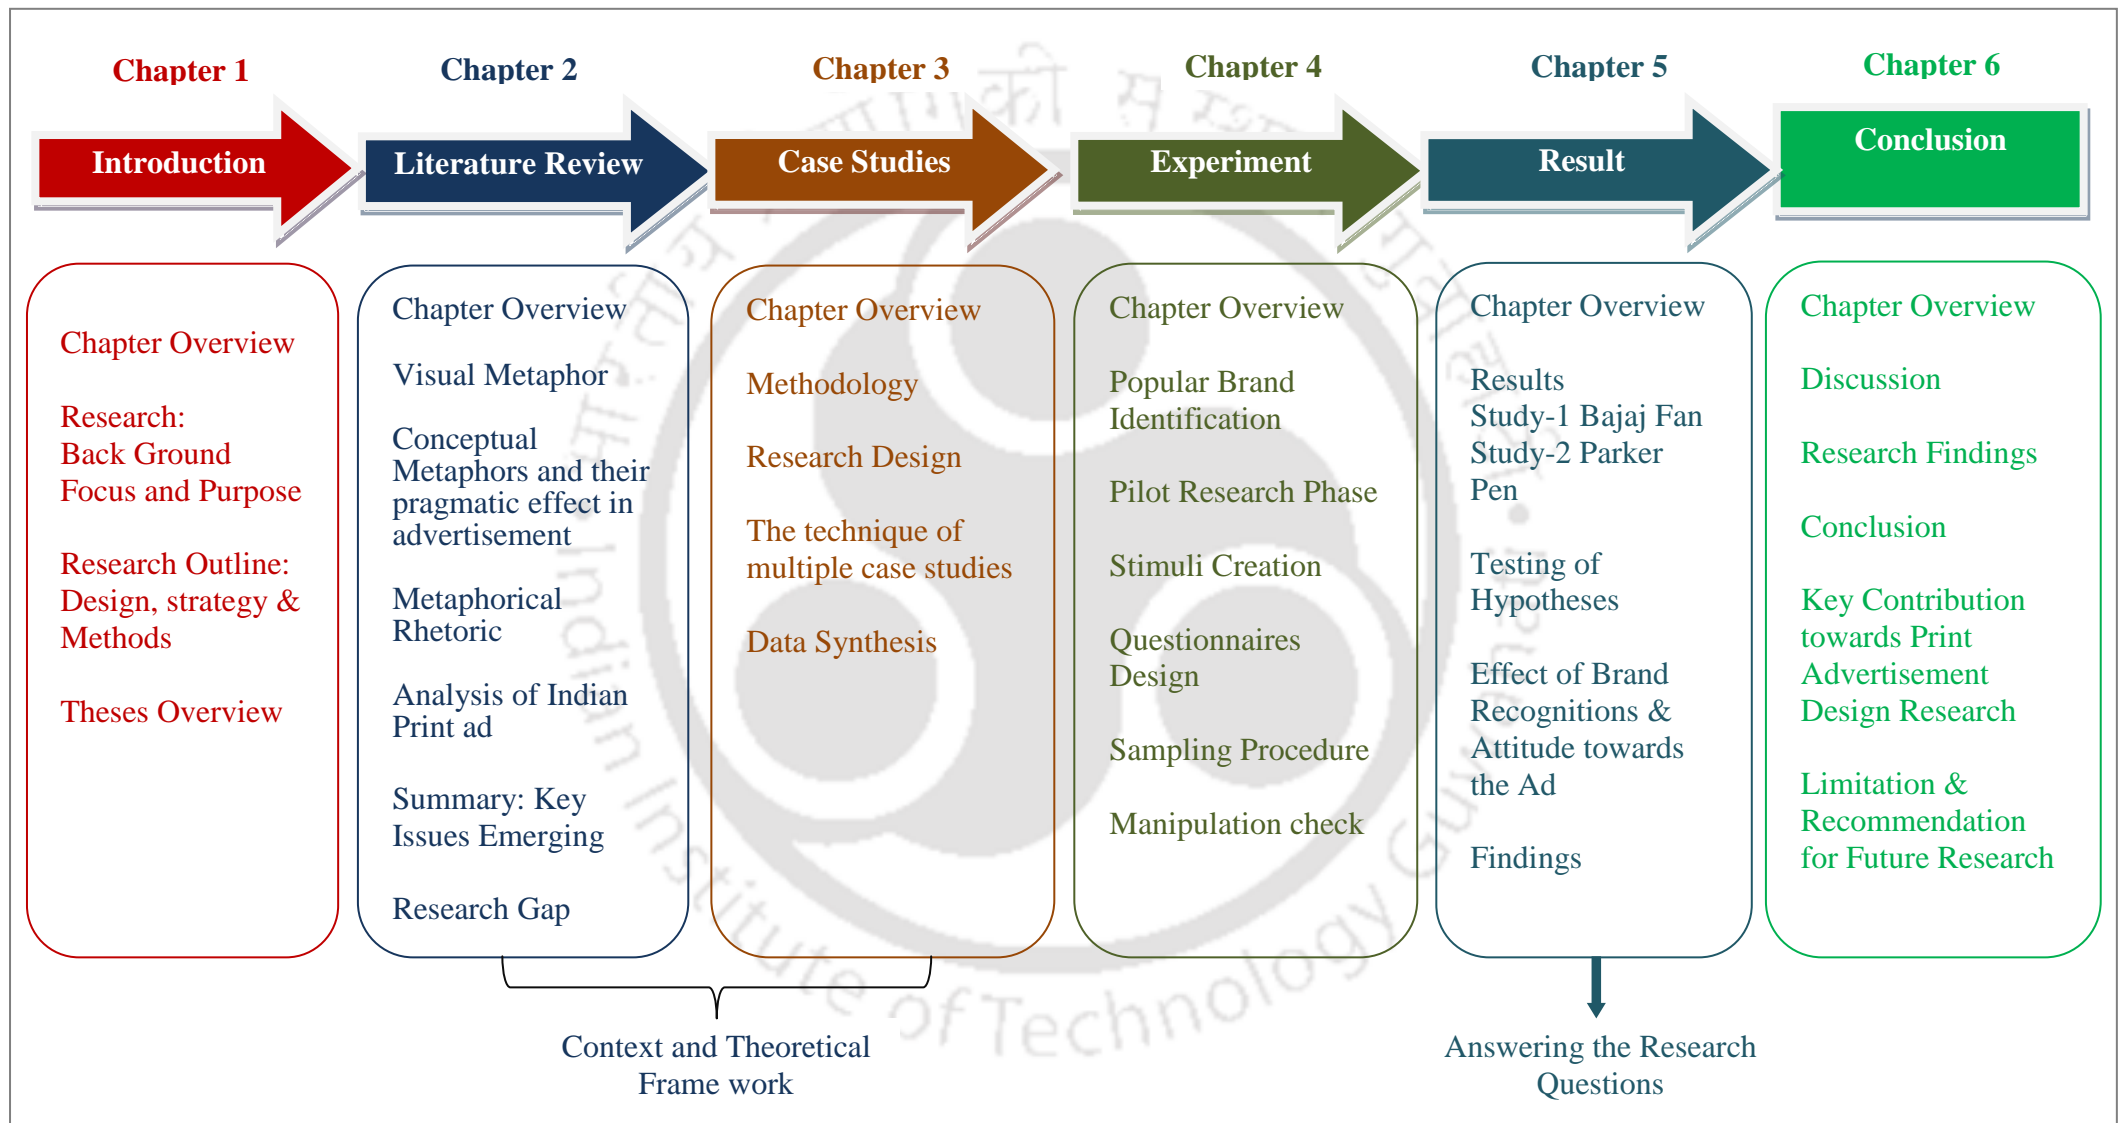 Chapter 1
Chapter 2
Chapter 3
Chapter 4
Chapter 5
Chapter 6
Introduction
Literature Review
Case Studies
Experiment
Result
Conclusion
Chapter Overview
Research:
Back Ground
Focus and Purpose
Research Outline:
Design, strategy &
Methods
Theses Overview
Chapter Overview
Visual Metaphor
Conceptual
Metaphors and their
pragmatic effect in
advertisement
Metaphorical
Rhetoric
Analysis of Indian
Print ad
Summary: Key
Issues Emerging
Research Gap
Chapter Overview
Methodology
Research Design
The technique of
multiple case studies
Data Synthesis
Chapter Overview
Popular Brand
Identification
Pilot Research Phase
Stimuli Creation
Questionnaires
Design
Sampling Procedure
Manipulation check
Chapter Overview
Results
Study-1 Bajaj Fan
Study-2 Parker
Pen
Testing of
Hypotheses
Effect of Brand
Recognitions &
Attitude towards
the Ad
Findings
Chapter Overview
Discussion
Research Findings
Conclusion
Key Contribution
towards Print
Advertisement
Design Research
Limitation &
Recommendation
for Future Research
Context and Theoretical
Frame work
Answering the Research
Questions
Indian Institute of Technology